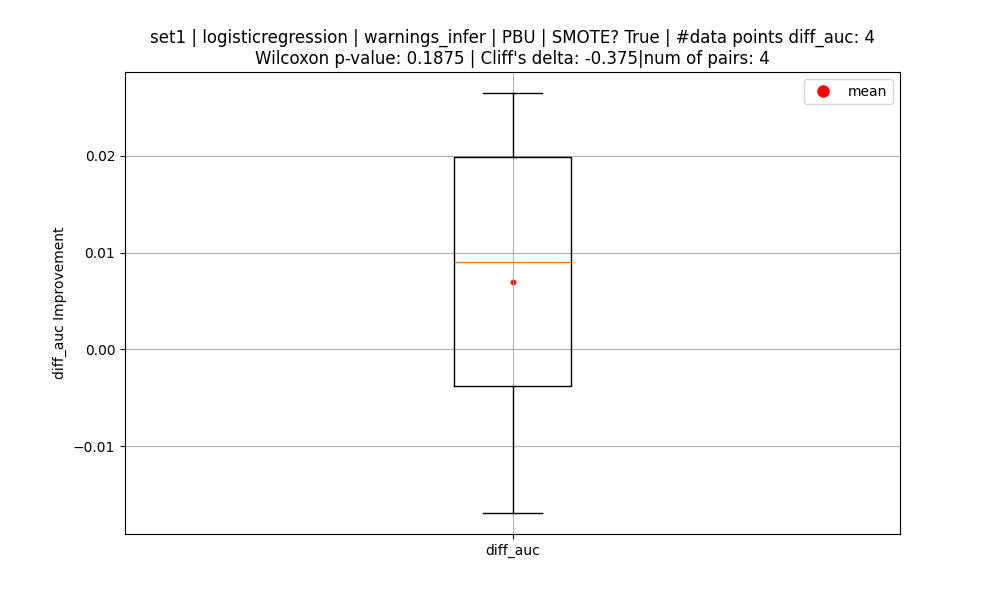 set1 | logisticregression | warnings_infer | PBU | SMOTE? True | #data points diff_auc: 4
Wilcoxon p-value: 0.1875 | Cliff's delta: -0.375|num of pairs: 4
mean
0.02
0.01
0.00
−0.01
diff_auc Improvement
diff_auc